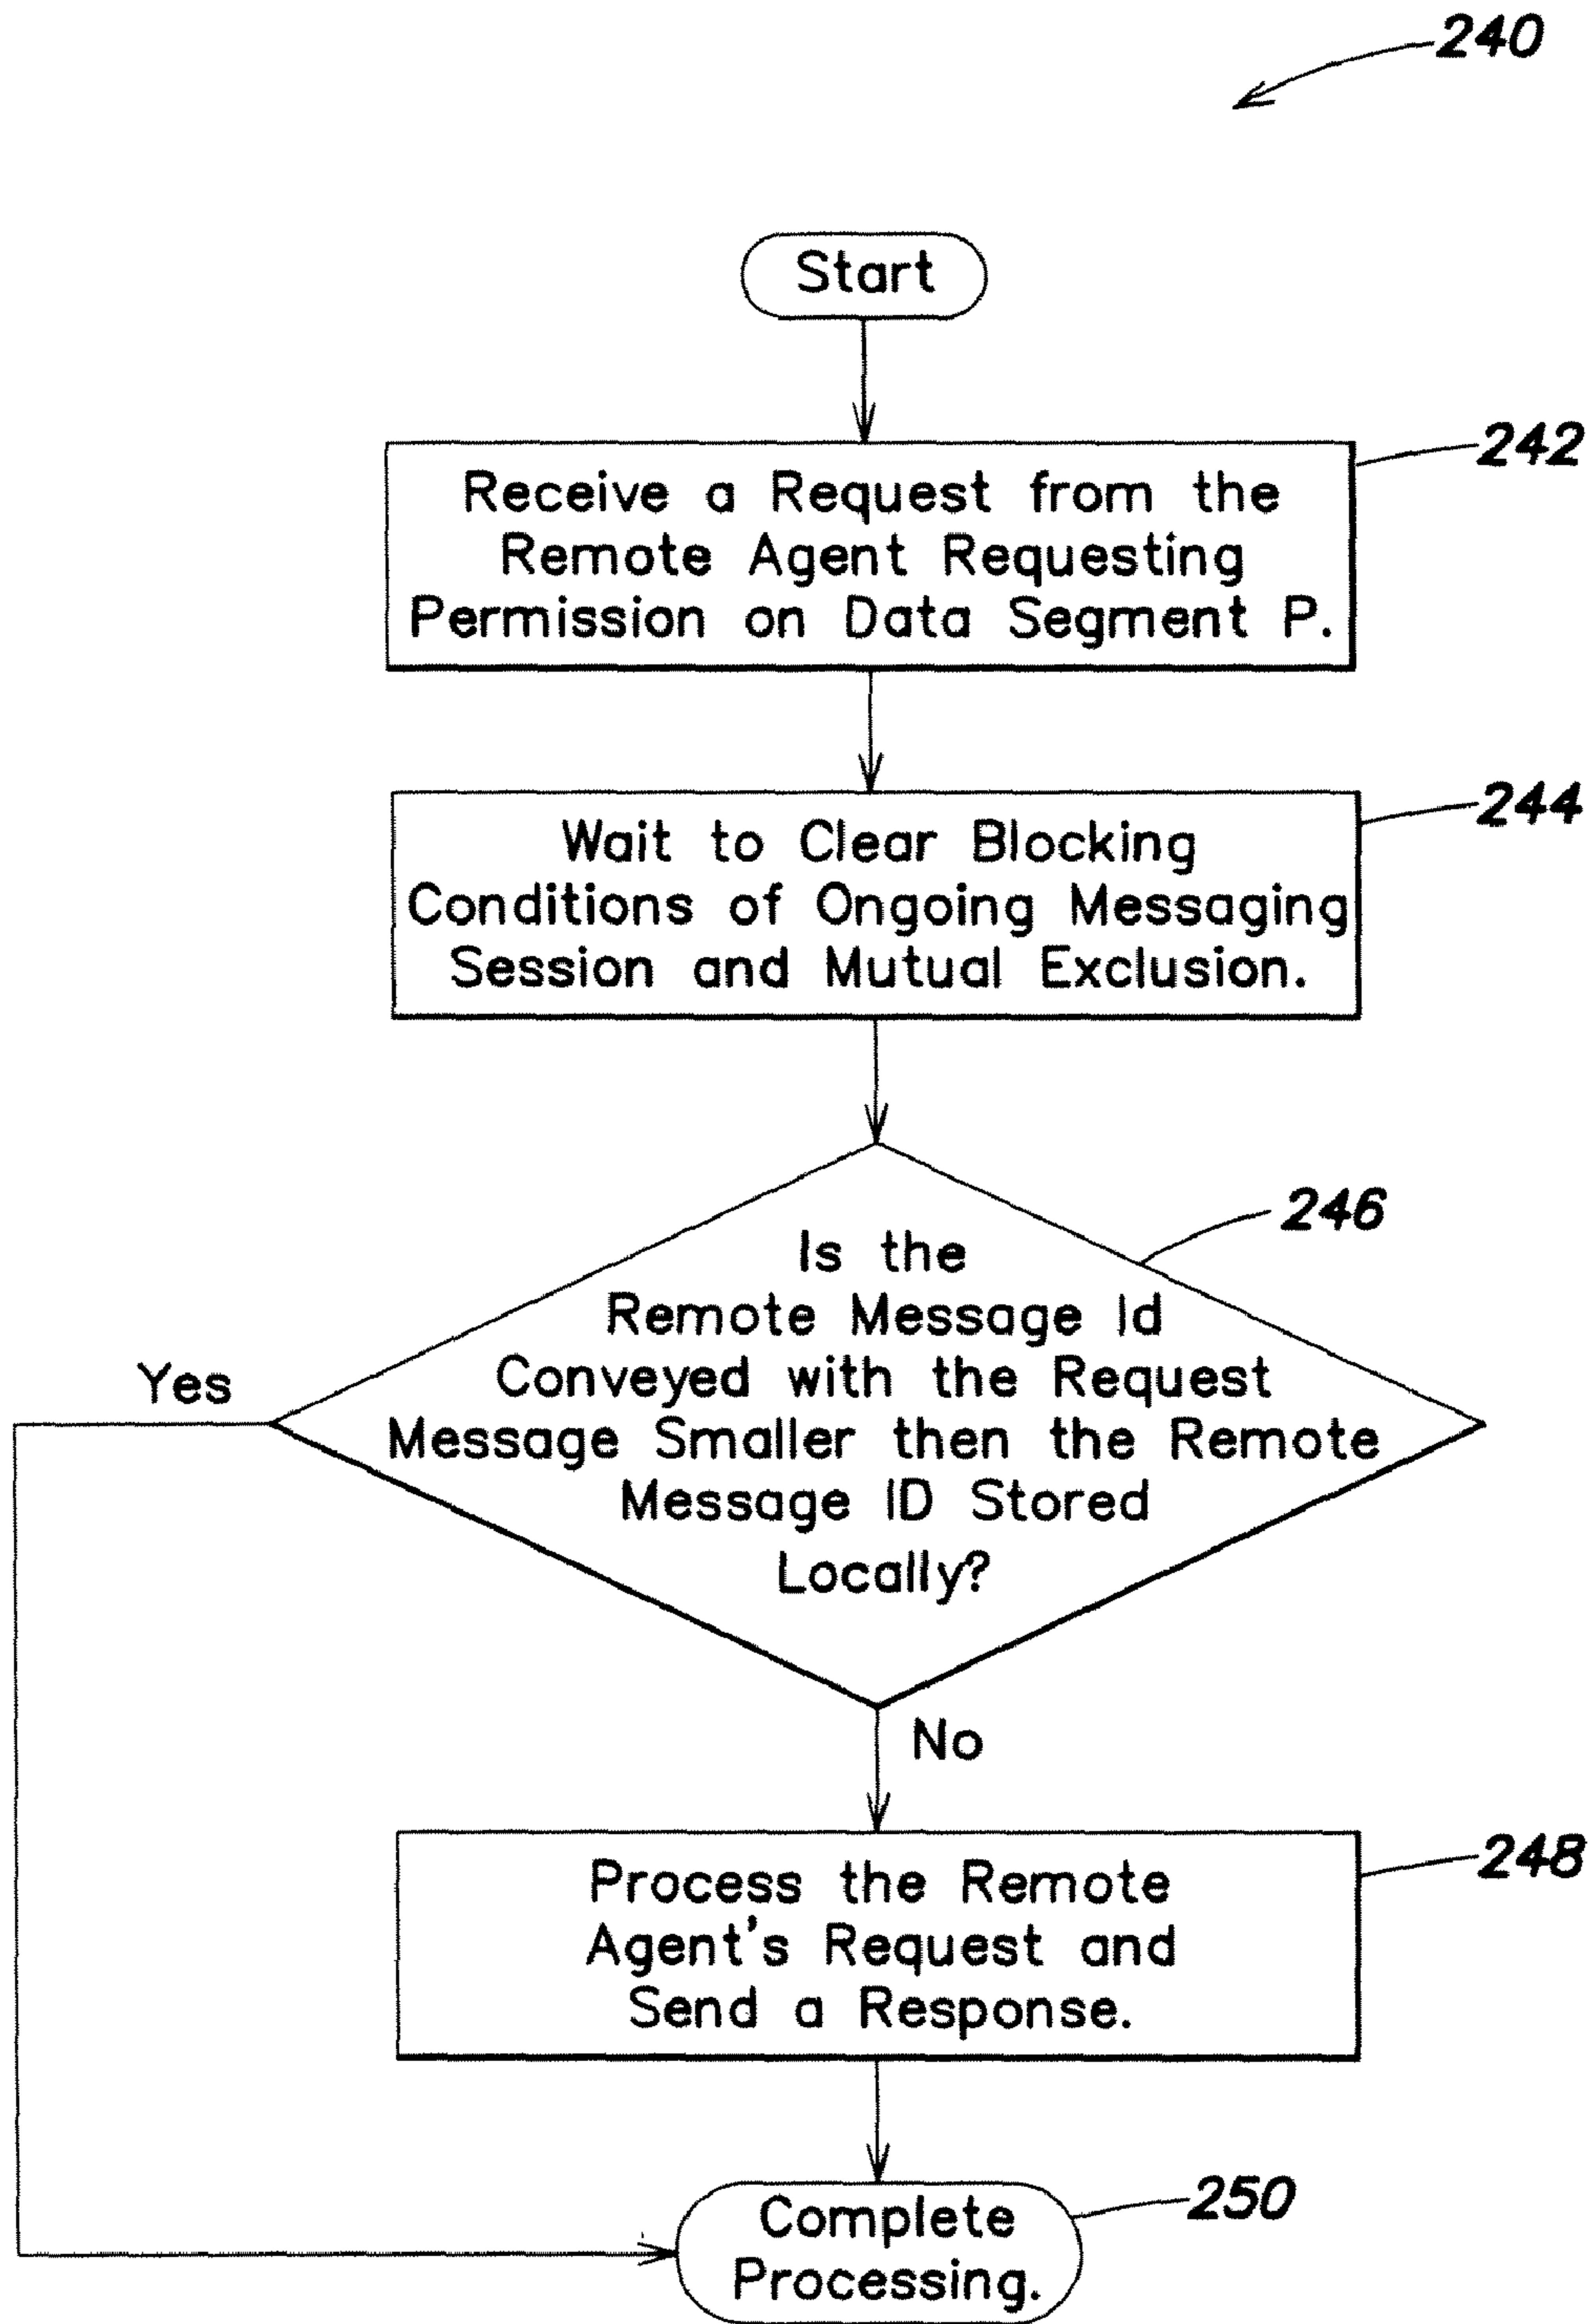 240
Start
242
Receive a Request from the
Remote Agent Requesting
Permission on Data Segment P.
244
Wait to Clear Blocking
Conditions of Ongoing Messaging
Session and Mutual Exclusion.
246
Is the
Remote Message Id
Conveyed with the Request
Message Smaller then the Remote
Message ID Stored
Locally?
Yes
No
248
Process the Remote
Agent's Request and
Send a Response.
250
Complete
Processing.